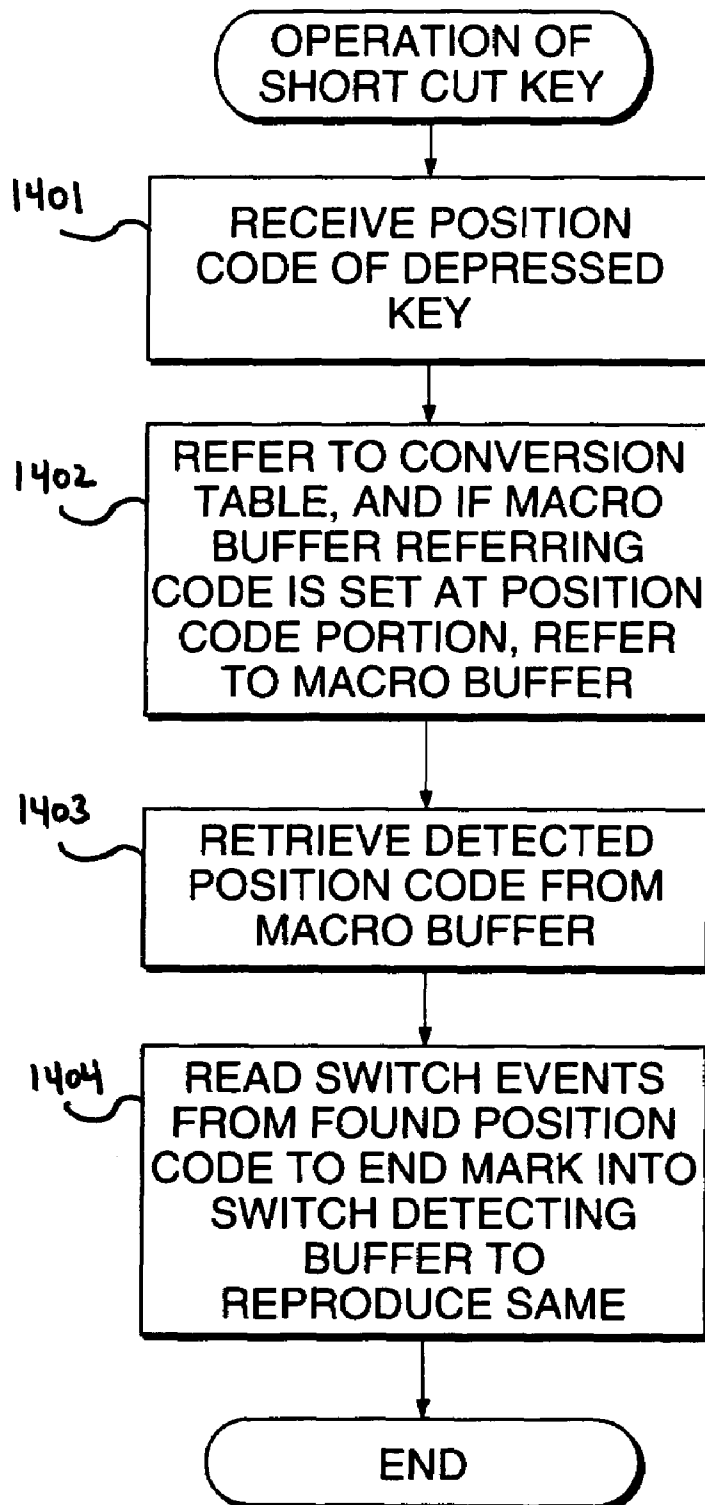 OPERATION OF
SHORT CUT KEY
1401
RECEIVE POSITION
CODE OF DEPRESSED
KEY
1402
REFER TO CONVERSION
TABLE, AND IF MACRO
BUFFER REFERRING
CODE IS SET AT POSITION
CODE PORTION, REFER
TO MACRO BUFFER
1403
RETRIEVE DETECTED
POSITION CODE FROM
MACRO BUFFER
1404
READ SWITCH EVENTS
FROM FOUND POSITION
CODE TO END MARK INTO
SWITCH DETECTING
BUFFER TO
REPRODUCE SAME
END